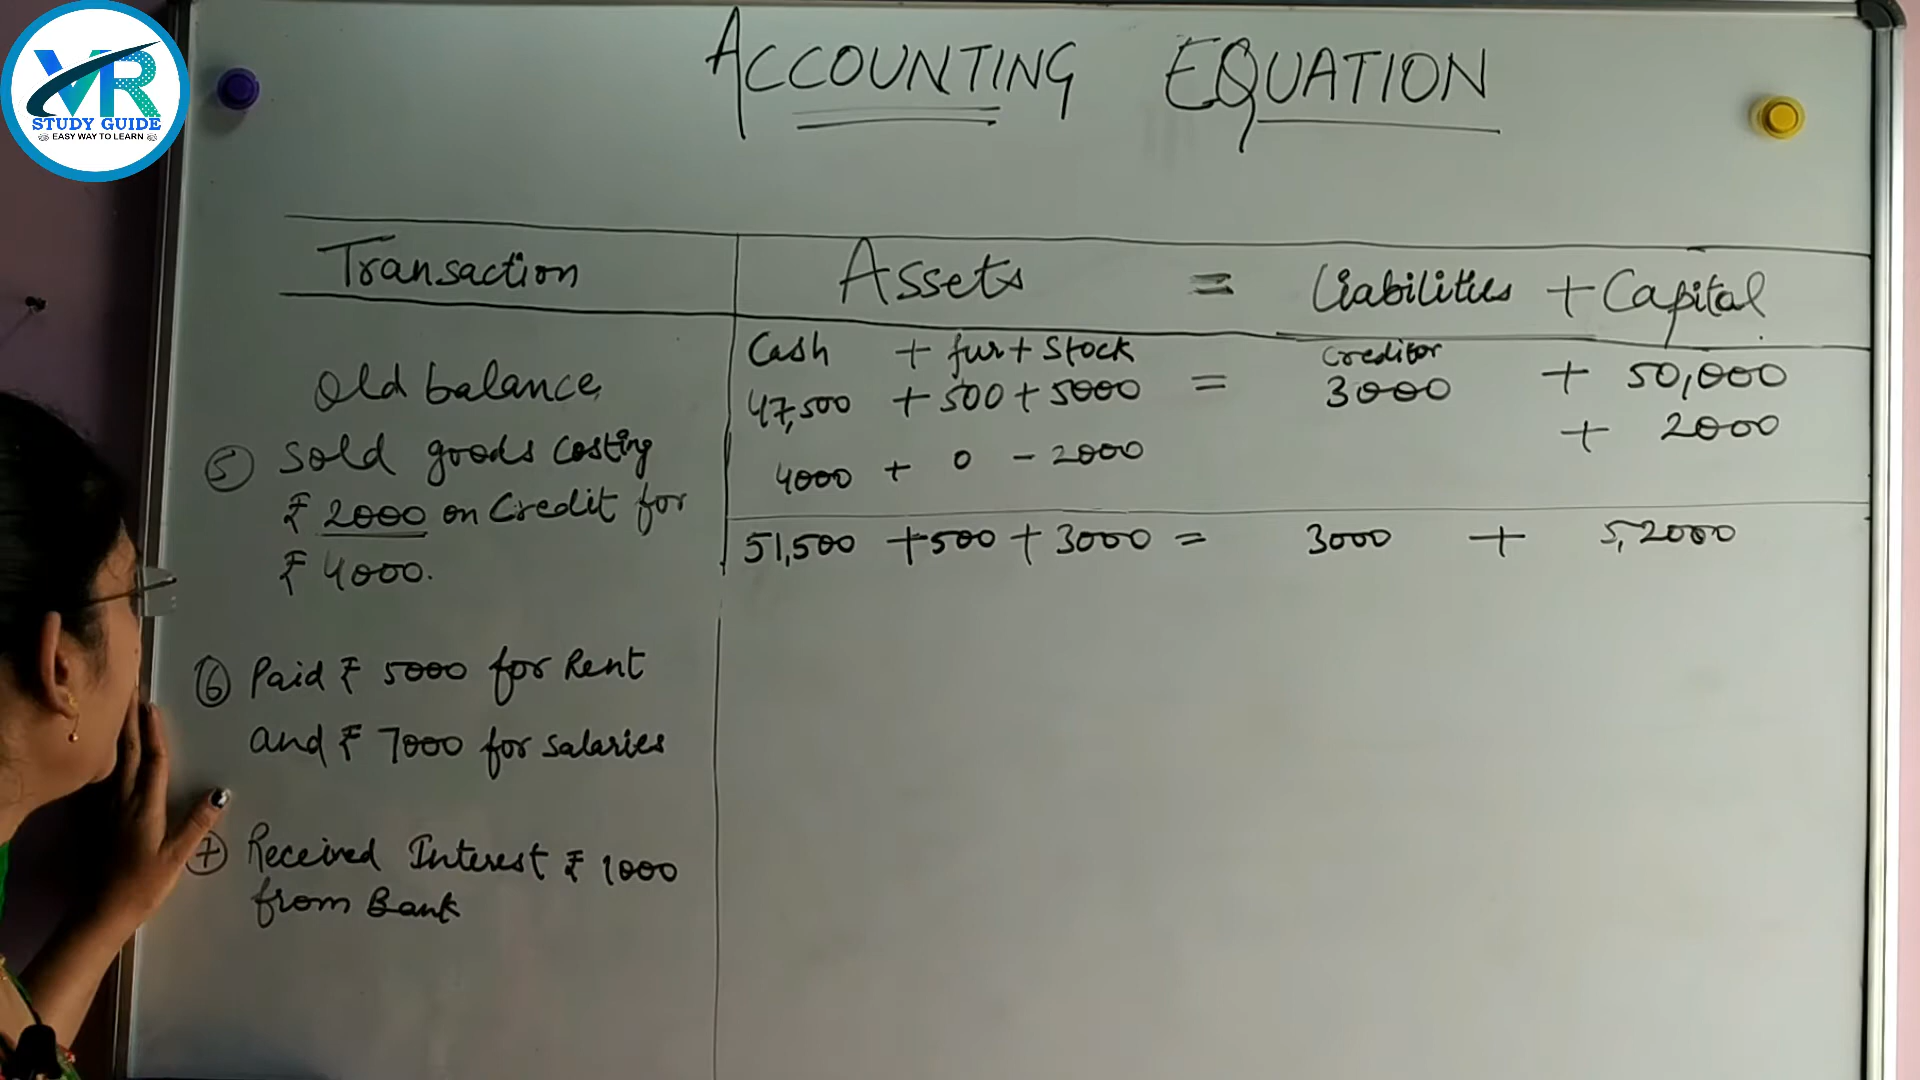 VR
STUDY GUIDE
EASY WAY TO LEARN
ACCOUNTING EQUATION
Transaction Assets = Liabilities + Capital
Cash + fur + Stock Creditor
Old balance 47,500 + 500 + 5000 = 3000 + 50,000
⑤ Sold goods Costing 4000 + 0 - 2000 + 2000
₹ 2000 on Credit for
51,500 + 500 + 3000 = 3000 + 5,2000
₹ 4000.
⑥ Paid ₹ 5000 for Rent
and ₹ 7000 for Salaries
⑦ Received Interest ₹ 1000
from Bank